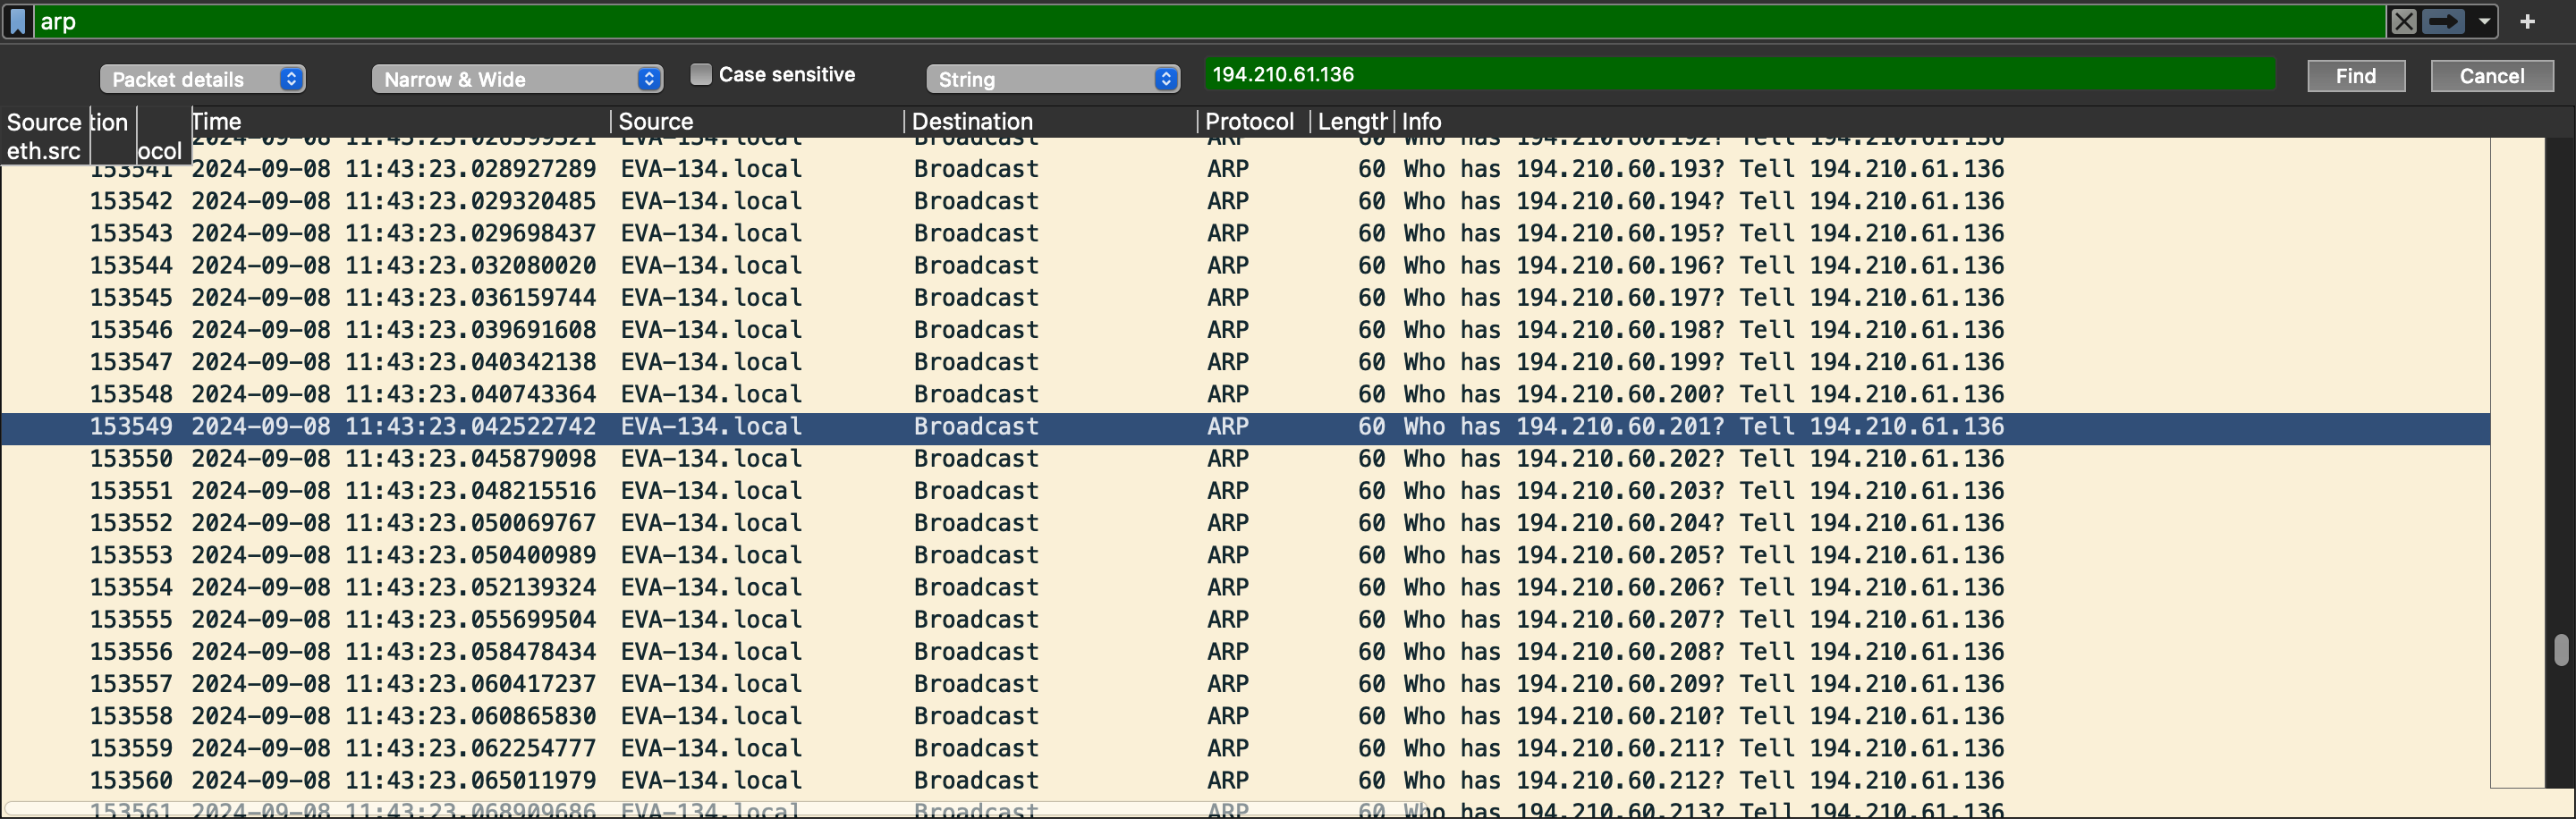 arp
Packet details Narrow & Wide Case sensitive String 194.210.61.136 Find Cancel
Source tion Time Source Destination Protocol Length Info
eth.src ocol
2024-09-08 11:43:23.028399321 EVA-134.local Broadcast ARP 60 Who has 194.210.60.192? Tell 194.210.61.136
153541 2024-09-08 11:43:23.028927289 EVA-134.local Broadcast ARP 60 Who has 194.210.60.193? Tell 194.210.61.136
153542 2024-09-08 11:43:23.029320485 EVA-134.local Broadcast ARP 60 Who has 194.210.60.194? Tell 194.210.61.136
153543 2024-09-08 11:43:23.029698437 EVA-134.local Broadcast ARP 60 Who has 194.210.60.195? Tell 194.210.61.136
153544 2024-09-08 11:43:23.032080020 EVA-134.local Broadcast ARP 60 Who has 194.210.60.196? Tell 194.210.61.136
153545 2024-09-08 11:43:23.036159744 EVA-134.local Broadcast ARP 60 Who has 194.210.60.197? Tell 194.210.61.136
153546 2024-09-08 11:43:23.039691608 EVA-134.local Broadcast ARP 60 Who has 194.210.60.198? Tell 194.210.61.136
153547 2024-09-08 11:43:23.040342138 EVA-134.local Broadcast ARP 60 Who has 194.210.60.199? Tell 194.210.61.136
153548 2024-09-08 11:43:23.040743364 EVA-134.local Broadcast ARP 60 Who has 194.210.60.200? Tell 194.210.61.136
153549 2024-09-08 11:43:23.042522742 EVA-134.local Broadcast ARP 60 Who has 194.210.60.201? Tell 194.210.61.136
153550 2024-09-08 11:43:23.045879098 EVA-134.local Broadcast ARP 60 Who has 194.210.60.202? Tell 194.210.61.136
153551 2024-09-08 11:43:23.048215516 EVA-134.local Broadcast ARP 60 Who has 194.210.60.203? Tell 194.210.61.136
153552 2024-09-08 11:43:23.050069767 EVA-134.local Broadcast ARP 60 Who has 194.210.60.204? Tell 194.210.61.136
153553 2024-09-08 11:43:23.050400989 EVA-134.local Broadcast ARP 60 Who has 194.210.60.205? Tell 194.210.61.136
153554 2024-09-08 11:43:23.052139324 EVA-134.local Broadcast ARP 60 Who has 194.210.60.206? Tell 194.210.61.136
153555 2024-09-08 11:43:23.055699504 EVA-134.local Broadcast ARP 60 Who has 194.210.60.207? Tell 194.210.61.136
153556 2024-09-08 11:43:23.058478434 EVA-134.local Broadcast ARP 60 Who has 194.210.60.208? Tell 194.210.61.136
153557 2024-09-08 11:43:23.060417237 EVA-134.local Broadcast ARP 60 Who has 194.210.60.209? Tell 194.210.61.136
153558 2024-09-08 11:43:23.060865830 EVA-134.local Broadcast ARP 60 Who has 194.210.60.210? Tell 194.210.61.136
153559 2024-09-08 11:43:23.062254777 EVA-134.local Broadcast ARP 60 Who has 194.210.60.211? Tell 194.210.61.136
153560 2024-09-08 11:43:23.065011979 EVA-134.local Broadcast ARP 60 Who has 194.210.60.212? Tell 194.210.61.136
153561 2024-09-08 11:43:23.068909686 EVA-134.local Broadcast ARP 60 Who has 194.210.60.213? Tell 194.210.61.136